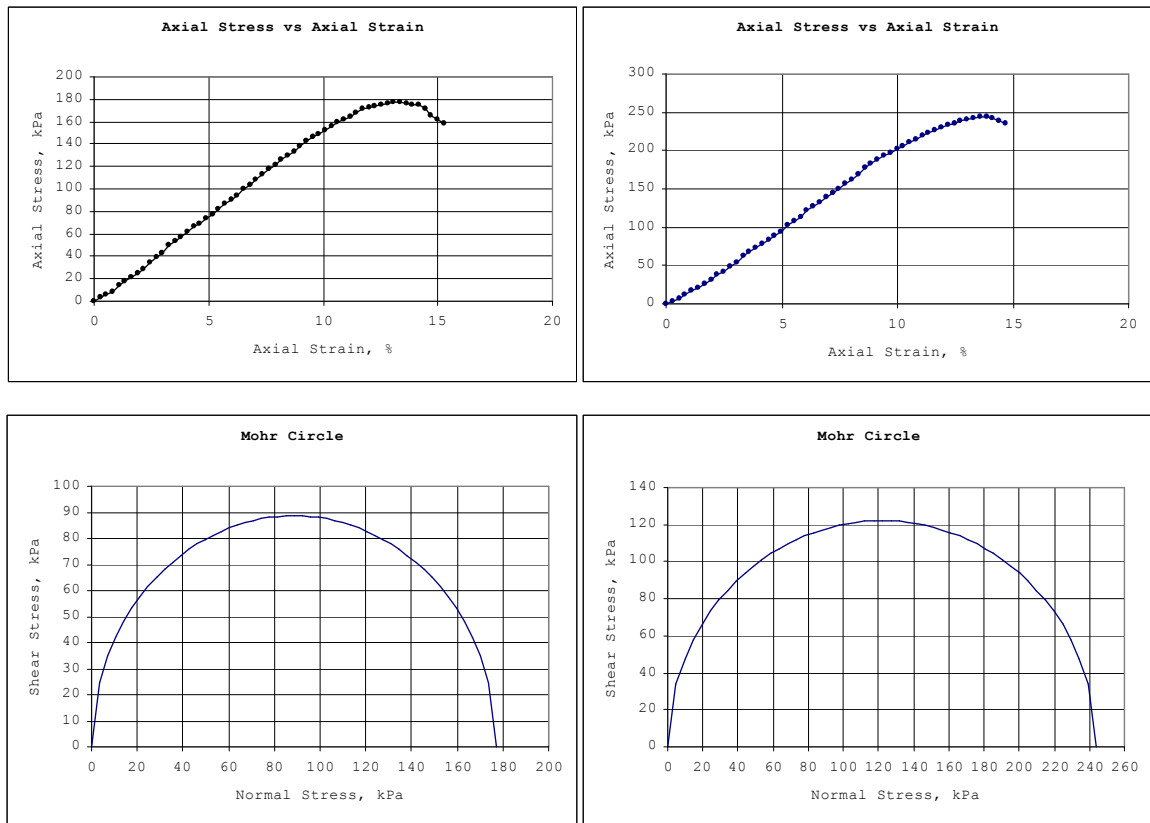 Axial Stress vs Axial Strain
Axial Stress, kPa
200
180
160
140
120
100
80
60
40
20
0
0 5 10 15 20
Axial Strain, %
Axial Stress vs Axial Strain
Axial Stress, kPa
300
250
200
150
100
50
0
0 5 10 15 20
Axial Strain, %
Mohr Circle
Shear Stress, kPa
100
90
80
70
60
50
40
30
20
10
0
0 20 40 60 80 100 120 140 160 180 200
Normal Stress, kPa
Mohr Circle
Shear Stress, kPa
140
120
100
80
60
40
20
0
0 20 40 60 80 100 120 140 160 180 200 220 240 260
Normal Stress, kPa